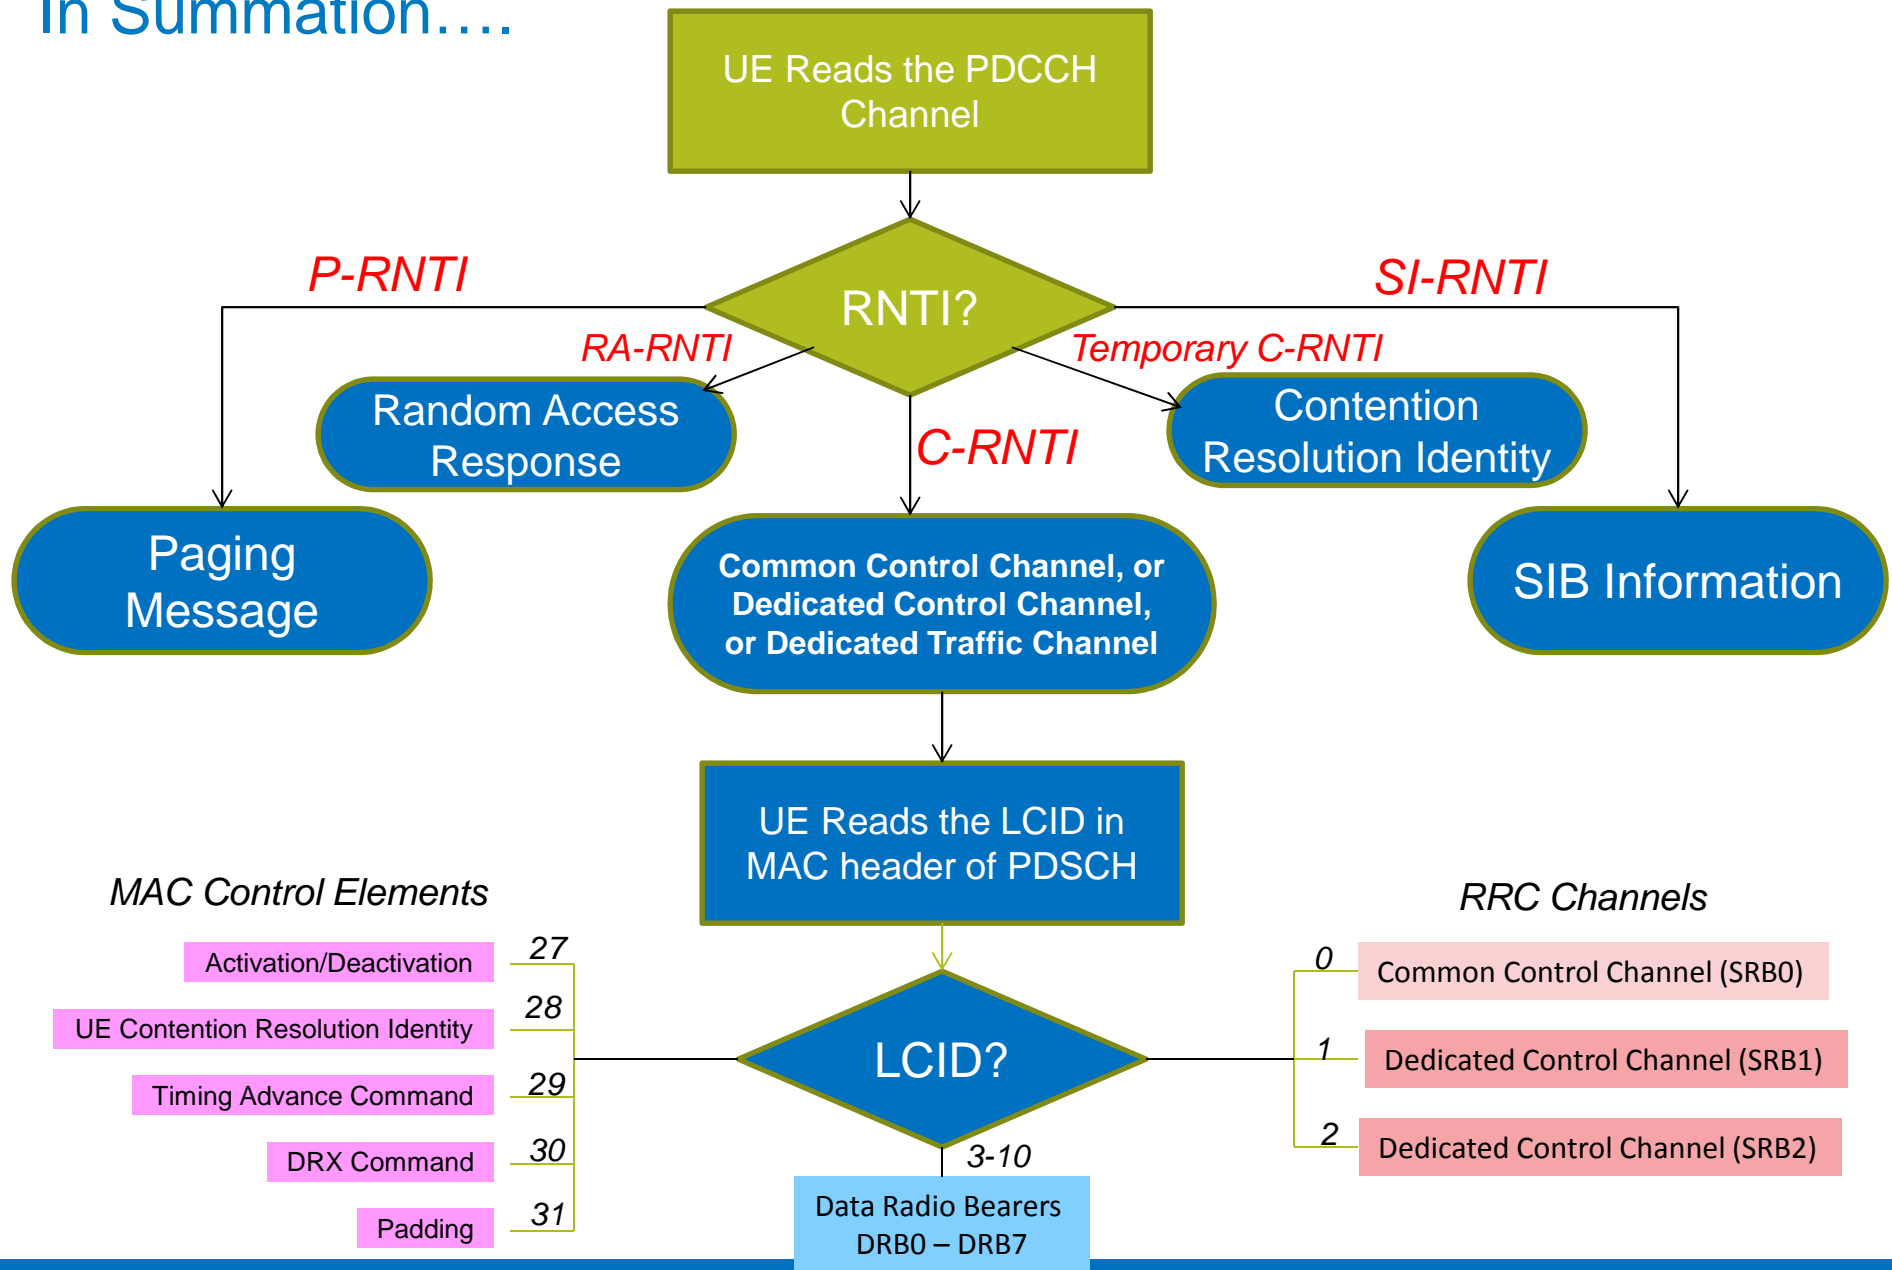 In Summation….
UE Reads the PDCCH
Channel
P-RNTI
SI-RNTI
RNTI?
RA-RNTI
Temporary C-RNTI
Random Access
Response
Contention
Resolution Identity
C-RNTI
Paging
Message
Common Control Channel, or
Dedicated Control Channel,
or Dedicated Traffic Channel
SIB Information
UE Reads the LCID in
MAC header of PDSCH
MAC Control Elements
RRC Channels
Activation/Deactivation
27
UE Contention Resolution Identity
28
Timing Advance Command
29
DRX Command
30
Padding
31
LCID?
0
Common Control Channel (SRB0)
1
Dedicated Control Channel (SRB1)
2
Dedicated Control Channel (SRB2)
3-10
Data Radio Bearers
DRB0 – DRB7